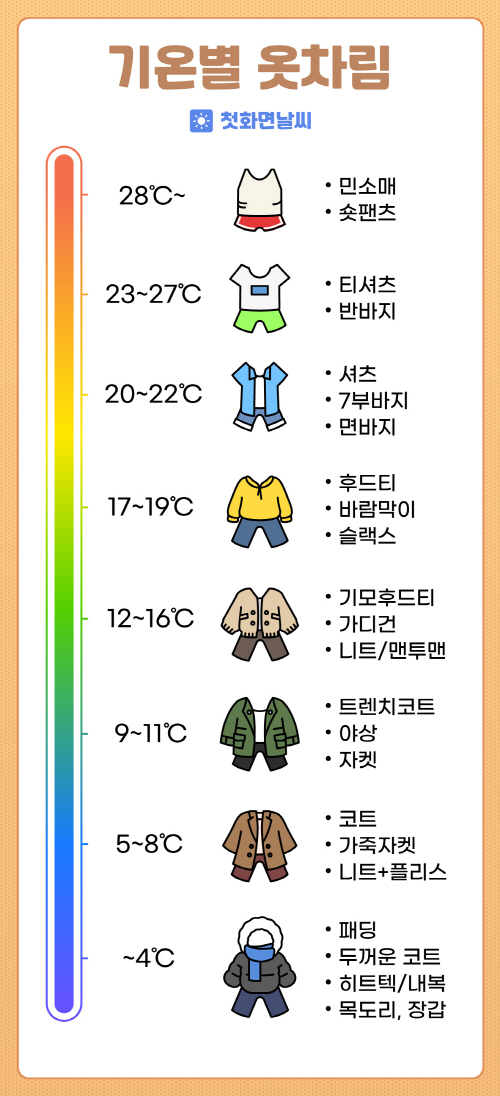 기온별 옷차림
첫화면날씨
28℃~
• 민소매
• 숏팬츠
23~27℃
• 티셔츠
• 반바지
20~22℃
• 셔츠
• 7부바지
• 면바지
17~19℃
• 후드티
• 바람막이
• 슬랙스
12~16℃
• 기모후드티
• 가디건
• 니트/맨투맨
9~11℃
• 트렌치코트
• 야상
• 자켓
5~8℃
• 코트
• 가죽자켓
• 니트+플리스
~4℃
• 패딩
• 두꺼운 코트
• 히트텍/내복
• 목도리, 장갑